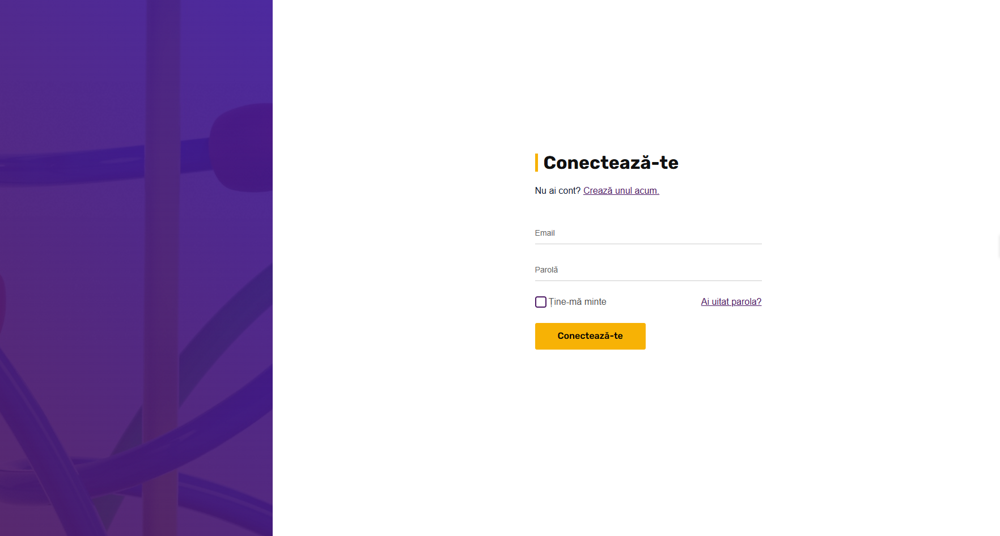 Conectează-te
Nu ai cont? Crează unul acum.
Email
Parolă
Ține-mă minte
Ai uitat parola?
Conectează-te